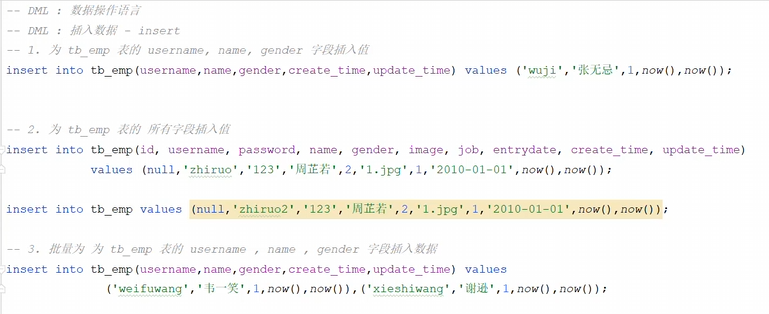 -- DML : 数据操作语言
-- DML : 插入数据 - insert
-- 1. 为 tb_emp 表的 username, name, gender 字段插入值
insert into tb_emp(username,name,gender,create_time,update_time) values ('wuji','张无忌',1,now(),now());
-- 2. 为 tb_emp 表的 所有字段插入值
insert into tb_emp(id, username, password, name, gender, image, job, entrydate, create_time, update_time)
values (null,'zhiruo','123','周芷若',2,'1.jpg',1,'2010-01-01',now(),now());
insert into tb_emp values (null,'zhiruo2','123','周芷若',2,'1.jpg',1,'2010-01-01',now(),now());
-- 3. 批量为 为 tb_emp 表的 username , name , gender 字段插入数据
insert into tb_emp(username,name,gender,create_time,update_time) values
('weifuwang','韦一笑',1,now(),now()),('xieshiwang','谢逊',1,now(),now());